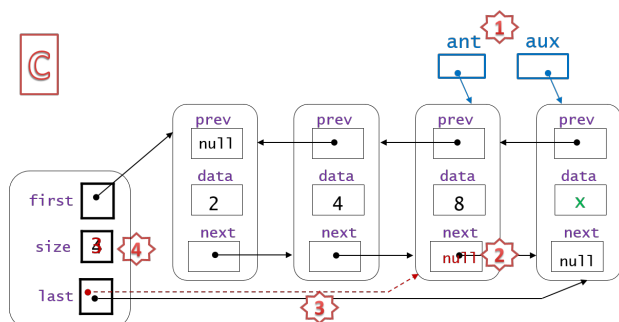 C
1
ant aux
prev prev prev prev
null
data data data data
2 4 8 x
first
next next next next
size 4 3 4
null 2 null
last
3